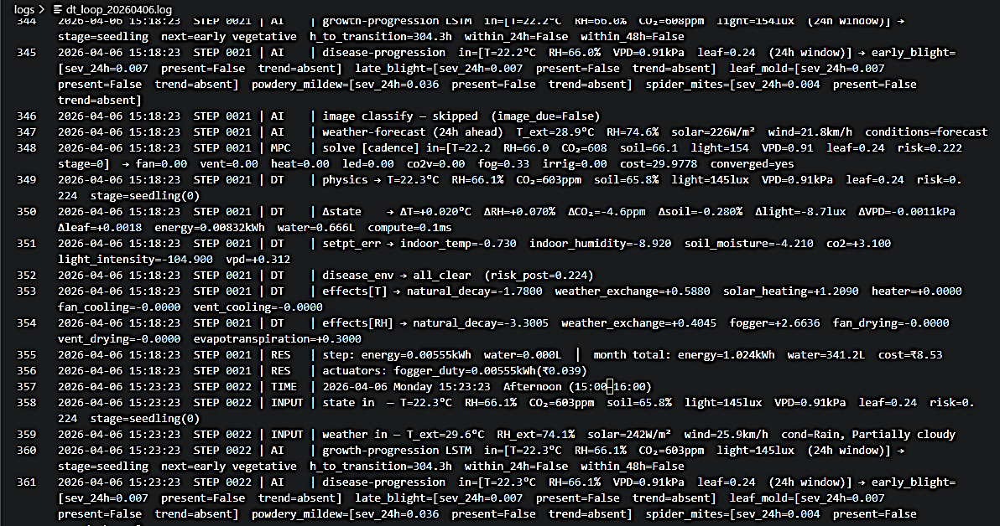 logs > dt_loop_20260406.log
344 2026-04-06 15:18:23 STEP 0021 | AI | growth-progression LSTM in=[T=22.2ºC RH=66.0% CO₂=608ppm light=154lux (24h window)] →
stage=seedling next=early vegetative h_to_transition=304.3h within_24h=False within_48h=False
345 2026-04-06 15:18:23 STEP 0021 | AI | disease-progression in=[T=22.2ºC RH=66.0% VPD=0.91kPa leaf=0.24 (24h window)] → early_blight=
[sev_24h=0.007 present=False trend=absent] late_blight=[sev_24h=0.007 present=False trend=absent] leaf_mold=[sev_24h=0.007
present=False trend=absent] powdery_mildew=[sev_24h=0.036 present=False trend=absent] spider_mites=[sev_24h=0.004 present=False
trend=absent]
346 2026-04-06 15:18:23 STEP 0021 | AI | image classify — skipped (image_due=False)
347 2026-04-06 15:18:23 STEP 0021 | AI | weather-forecast (24h ahead) T_ext=28.9ºC RH=74.6% solar=226W/m² wind=21.8km/h conditions=forecast
348 2026-04-06 15:18:23 STEP 0021 | MPC | solve [cadence] in=[T=22.2 RH=66.0 CO₂=608 soil=66.1 light=154 VPD=0.91 leaf=0.24 risk=0.222
stage=0] → fan=0.00 vent=0.00 heat=0.00 led=0.00 co2v=0.00 fog=0.33 irrig=0.00 cost=29.9778 converged=yes
349 2026-04-06 15:18:23 STEP 0021 | DT | physics → T=22.3ºC RH=66.1% CO₂=603ppm soil=65.8% light=145lux VPD=0.91kPa leaf=0.24 risk=0.
224 stage=seedling(0)
350 2026-04-06 15:18:23 STEP 0021 | DT | Δstate → ΔT=+0.020ºC ΔRH=+0.070% ΔCO₂=-4.6ppm Δsoil=-0.280% Δlight=-8.7lux ΔVPD=-0.0011kPa
Δleaf=+0.0018 energy=0.00832kWh water=0.666L compute=0.1ms
351 2026-04-06 15:18:23 STEP 0021 | DT | setpt_err → indoor_temp=-0.730 indoor_humidity=-8.920 soil_moisture=-4.210 co2=+3.100
light_intensity=-104.900 vpd=+0.312
352 2026-04-06 15:18:23 STEP 0021 | DT | disease_env → all_clear (risk_post=0.224)
353 2026-04-06 15:18:23 STEP 0021 | DT | effects[T] → natural_decay=-1.7800 weather_exchange=+0.5880 solar_heating=+1.2090 heater=+0.0000
fan_cooling=-0.0000 vent_cooling=-0.0000
354 2026-04-06 15:18:23 STEP 0021 | DT | effects[RH] → natural_decay=-3.3005 weather_exchange=+0.4045 fogger=+2.6636 fan_drying=-0.0000
vent_drying=-0.0000 evapotranspiration=+0.3000
355 2026-04-06 15:18:23 STEP 0021 | RES | step: energy=0.00555kWh water=0.000L │ month total: energy=1.024kWh water=341.2L cost=₹8.53
356 2026-04-06 15:18:23 STEP 0021 | RES | actuators: fogger_duty=0.00555kWh(₹0.039)
357 2026-04-06 15:23:23 STEP 0022 | TIME | 2026-04-06 Monday 15:23:23 Afternoon (15:00–16:00)
358 2026-04-06 15:23:23 STEP 0022 | INPUT | state in — T=22.3ºC RH=66.1% CO₂=603ppm soil=65.8% light=145lux VPD=0.91kPa leaf=0.24 risk=0.
224 stage=seedling(0)
359 2026-04-06 15:23:23 STEP 0022 | INPUT | weather in — T_ext=29.6ºC RH_ext=74.1% solar=242W/m² wind=25.9km/h cond=Rain, Partially cloudy
360 2026-04-06 15:23:23 STEP 0022 | AI | growth-progression LSTM in=[T=22.3ºC RH=66.1% CO₂=603ppm light=145lux (24h window)] →
stage=seedling next=early vegetative h_to_transition=304.3h within_24h=False within_48h=False
361 2026-04-06 15:23:23 STEP 0022 | AI | disease-progression in=[T=22.3ºC RH=66.1% VPD=0.91kPa leaf=0.24 (24h window)] → early_blight=
[sev_24h=0.007 present=False trend=absent] late_blight=[sev_24h=0.007 present=False trend=absent] leaf_mold=[sev_24h=0.007
present=False trend=absent] powdery_mildew=[sev_24h=0.036 present=False trend=absent] spider_mites=[sev_24h=0.004 present=False